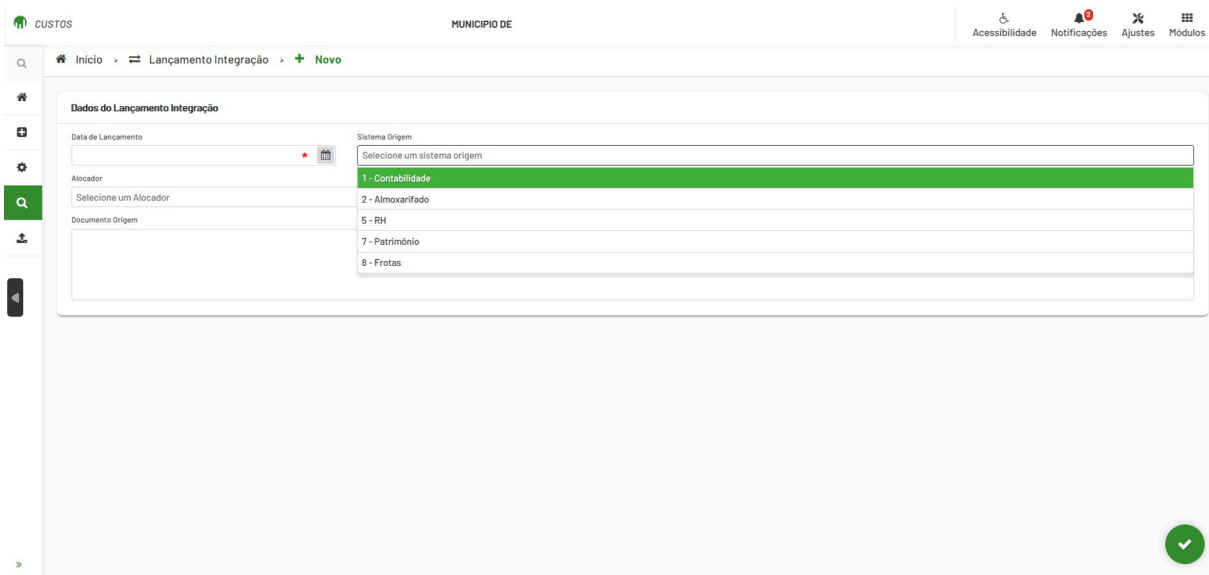 CUSTOS
MUNICIPIO DE
2
Acessibilidade Notificações Ajustes Módulos
Início › Lançamento Integração › Novo
Dados do Lançamento Integração
Data de Lançamento
*
Sistema Origem
Selecione um sistema origem
1 - Contabilidade
2 - Almoxarifado
5 - RH
7 - Patrimônio
8 - Frotas
Alocador
Selecione um Alocador
Documento Origem
»